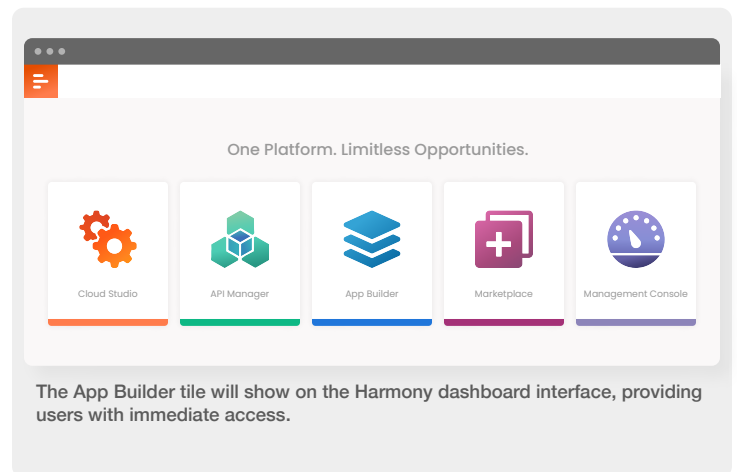 One Platform. Limitless Opportunities.
Cloud Studio
API Manager
App Builder
Marketplace
Management Console
The App Builder tile will show on the Harmony dashboard interface, providing
users with immediate access.